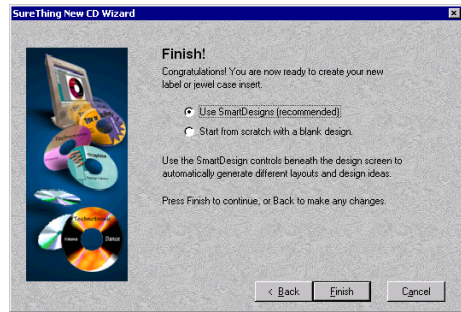 SureThing New CD Wizard
Finish!
Congratulations! You are now ready to create your new
label or jewel case insert.
Use SmartDesigns (recommended)
Start from scratch with a blank design.
Use the SmartDesign controls beneath the design screen to
automatically generate different layouts and design ideas.
Press Finish to continue, or Back to make any changes.
Technotronic
Dance
< Back
Finish
Cancel